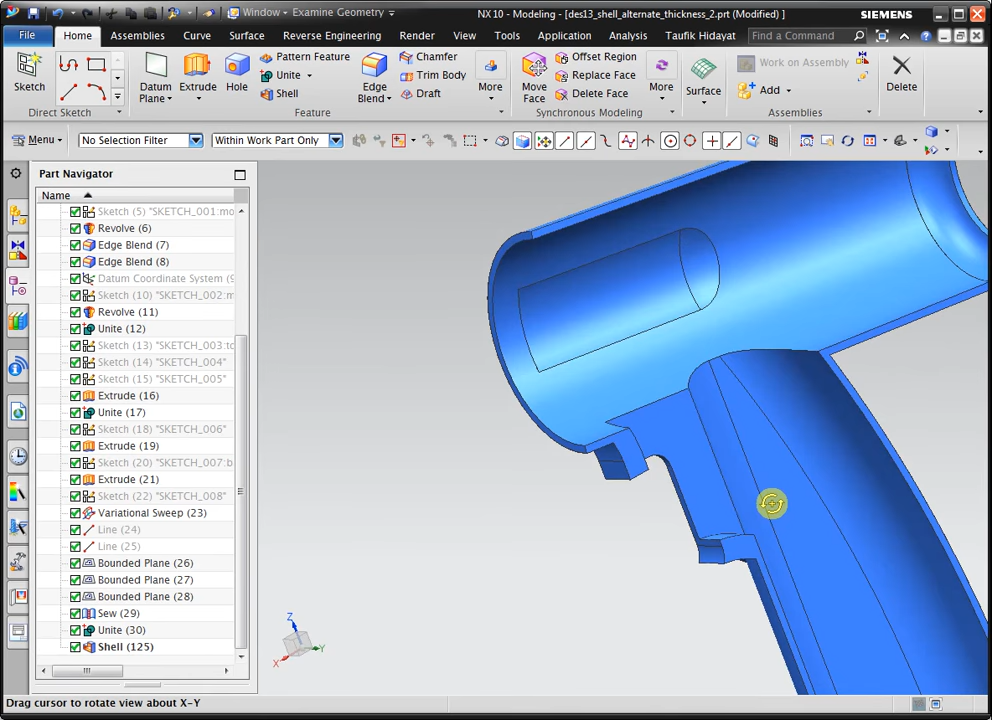 Window
Examine Geometry
NX 10 - Modeling - [des13_shell_alternate_thickness_2.prt (Modified) ]
SIEMENS
File
Home
Assemblies
Curve
Surface
Reverse Engineering
Render
View
Tools
Application
Analysis
Taufik Hidayat
Find a Command
Sketch
Datum Plane
Extrude
Hole
Pattern Feature
Unite
Shell
Edge Blend
Chamfer
Trim Body
Draft
More
Move Face
Offset Region
Replace Face
Delete Face
More
Surface
Work on Assembly
Add
Delete
Direct Sketch
Feature
Synchronous Modeling
Assemblies
Menu
No Selection Filter
Within Work Part Only
Part Navigator
Name
Sketch (5) "SKETCH_001:mo
Revolve (6)
Edge Blend (7)
Edge Blend (8)
Datum Coordinate System (9
Sketch (10) "SKETCH_002:m
Revolve (11)
Unite (12)
Sketch (13) "SKETCH_003:to
Sketch (14) "SKETCH_004"
Sketch (15) "SKETCH_005"
Extrude (16)
Unite (17)
Sketch (18) "SKETCH_006"
Extrude (19)
Sketch (20) "SKETCH_007:b
Extrude (21)
Sketch (22) "SKETCH_008"
Variational Sweep (23)
Line (24)
Line (25)
Bounded Plane (26)
Bounded Plane (27)
Bounded Plane (28)
Sew (29)
Unite (30)
Shell (125)
Z
X
Y
Drag cursor to rotate view about X-Y